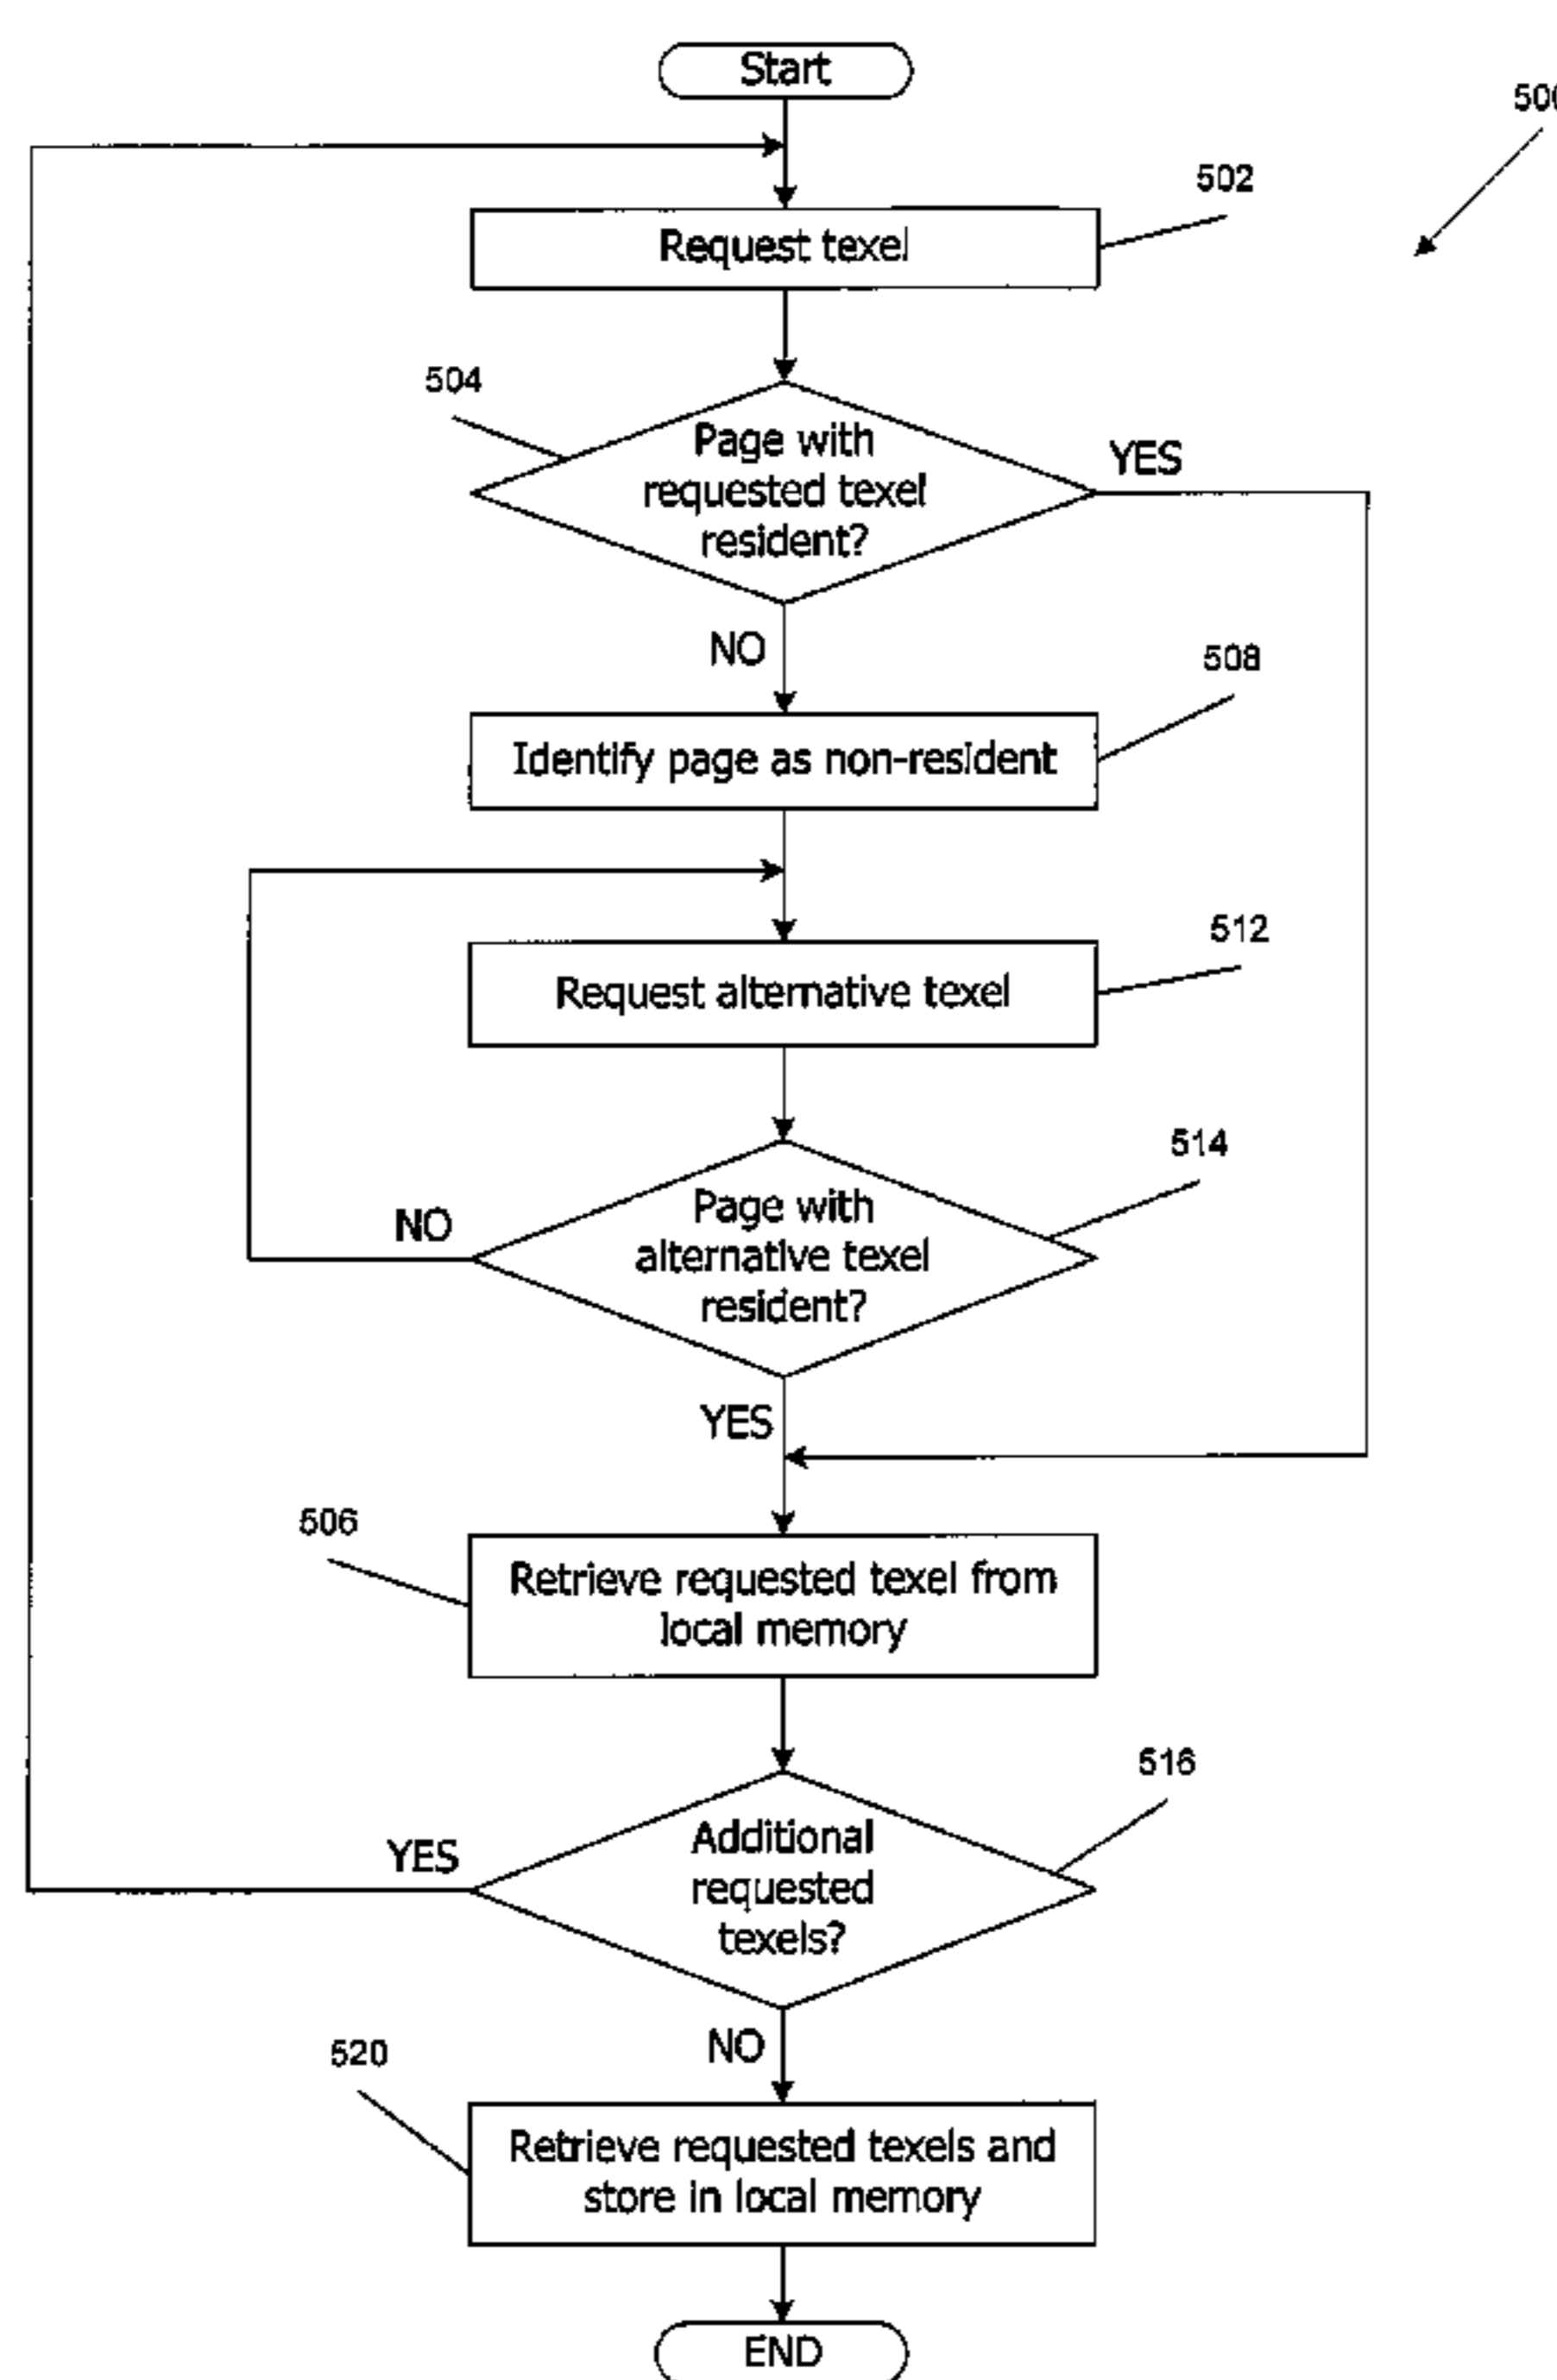 Start
500
502
Request texel
504
Page with
requested texel
resident?
YES
NO
508
Identify page as non-resident
512
Request alternative texel
514
Page with
alternative texel
resident?
NO
YES
506
Retrieve requested texel from
local memory
516
Additional
requested
texels?
YES
NO
520
Retrieve requested texels and
store in local memory
END